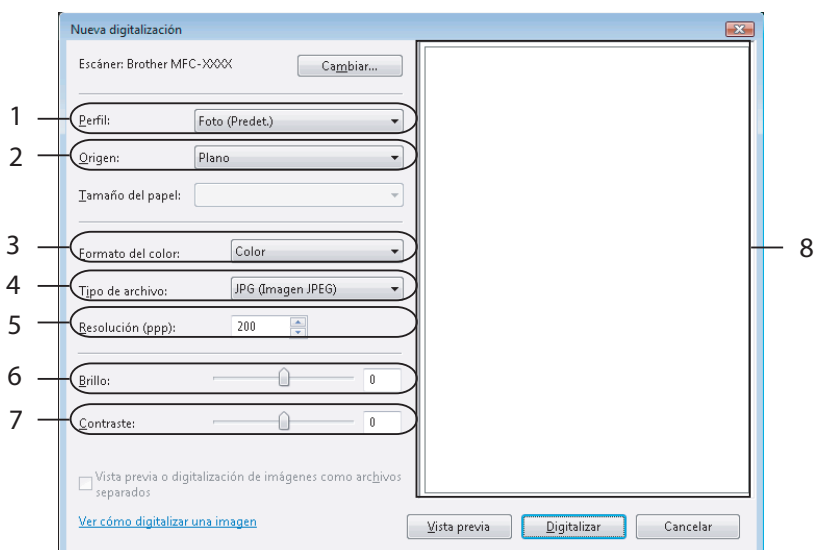 Nueva digitalización
Escáner: Brother MFC-XXXX Cambiar...
1 Perfil: Foto (Predet.)
2 Origen: Plano
Tamaño del papel:
3 Formato del color: Color
8
4 Tipo de archivo: JPG (Imagen JPEG)
5 Resolución (ppp): 200
6 Brillo: 0
7 Contraste: 0
Vista previa o digitalización de imágenes como archivos
separados
Ver cómo digitalizar una imagen
Vista previa Digitalizar Cancelar